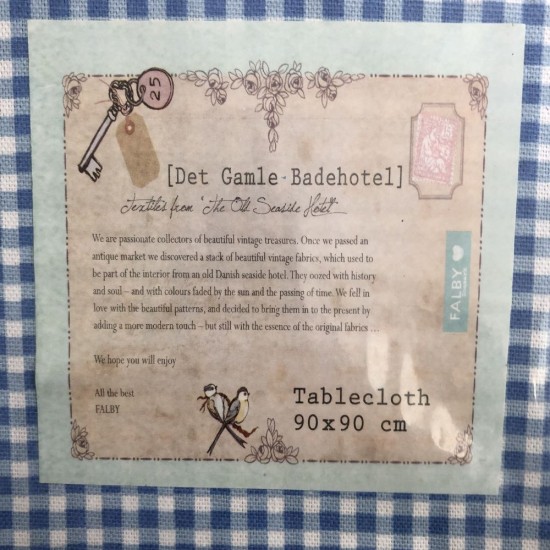 25
[Det Gamle Badehotel]
Textiles from "The Old Seaside Hotel"
We are passionate collectors of beautiful vintage treasures. Once we passed an
antique market we discovered a stack of beautiful vintage fabrics, which used to
be part of the interior from an old Danish seaside hotel. They oozed with history
and soul – and with colours faded by the sun and the passing of time. We fell in
love with the beautiful patterns, and decided to bring them in to the present by
adding a more modern touch – but still with the essence of the original fabrics ...
We hope you will enjoy
All the best
FALBY
FALBY
Tablecloth
90x90 cm